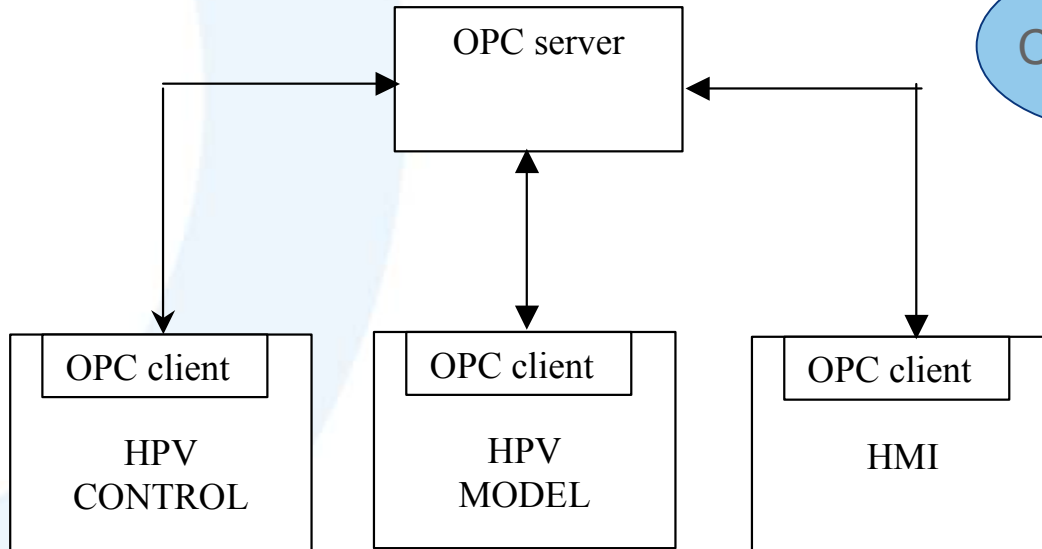 OPC server
OPC client
HPV
CONTROL
OPC client
HPV
MODEL
OPC client
HMI